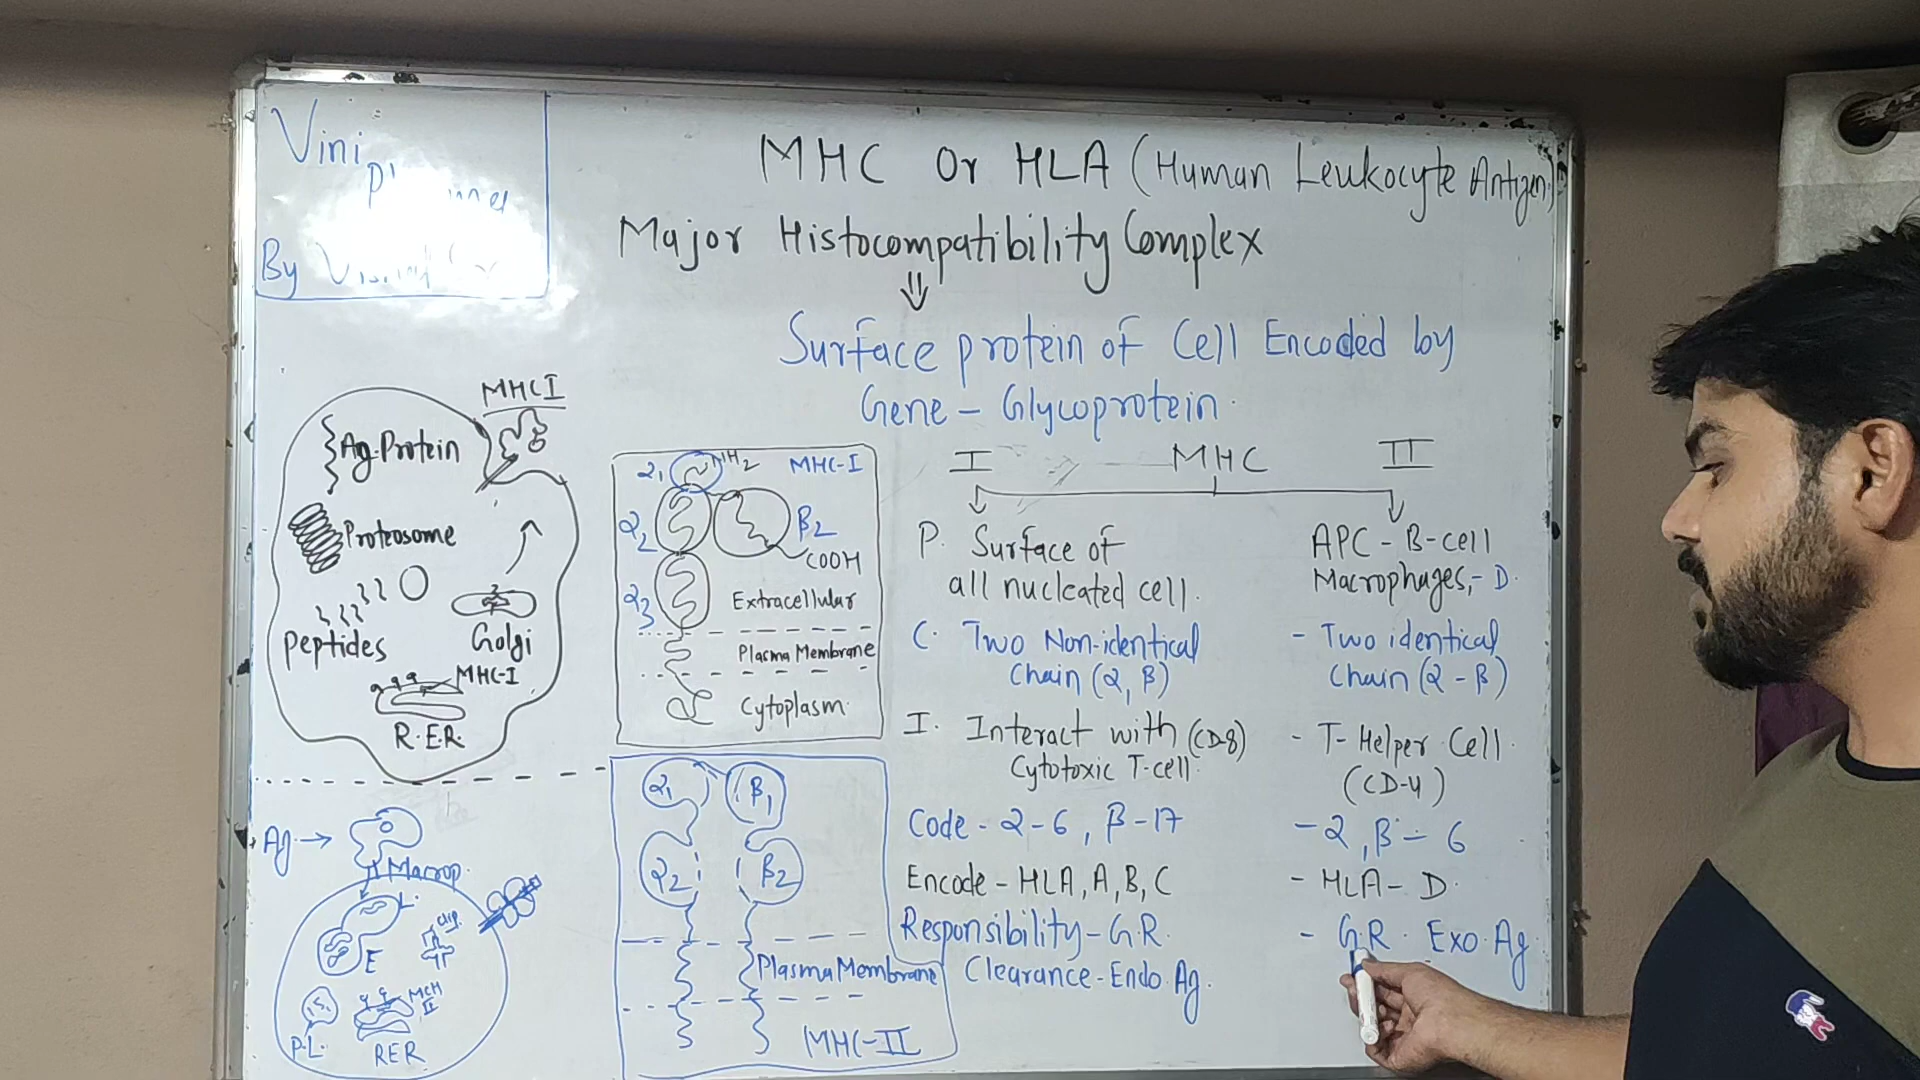 Vini
By
MHC Or HLA (Human Leukocyte Antigen)
Major Histocompatibility Complex
⇓
Surface protein of Cell Encoded by
Gene - Glycoprotein.
MHC I
Ag-Protein
Proteosome
Peptides
Golgi
MHC-I
R.E.R.
NH2 MHC-I
α1
α2
β2
COOH
α3
Extracellular
Plasma Membrane
Cytoplasm
I MHC II
P. Surface of
all nucleated cell.
APC - B-cell
Macrophages, - D.
C. Two Non-identical
Chain (α, β)
- Two identical
Chain (α - β)
I. Interact with (CD-8)
Cytotoxic T-cell.
- T-Helper Cell.
(CD-4)
Code - α-6, β-17
- α, β - 6
Encode - HLA, A, B, C
- HLA - D.
Responsibility - G.R.
Clearance - Endo. Ag.
- G.R. Exo. Ag.
Ag →
Macrop.
L.
E
clip.
MCH
II
P.L.
RER
α1 β1
α2 β2
Plasma Membrane
MHC-II